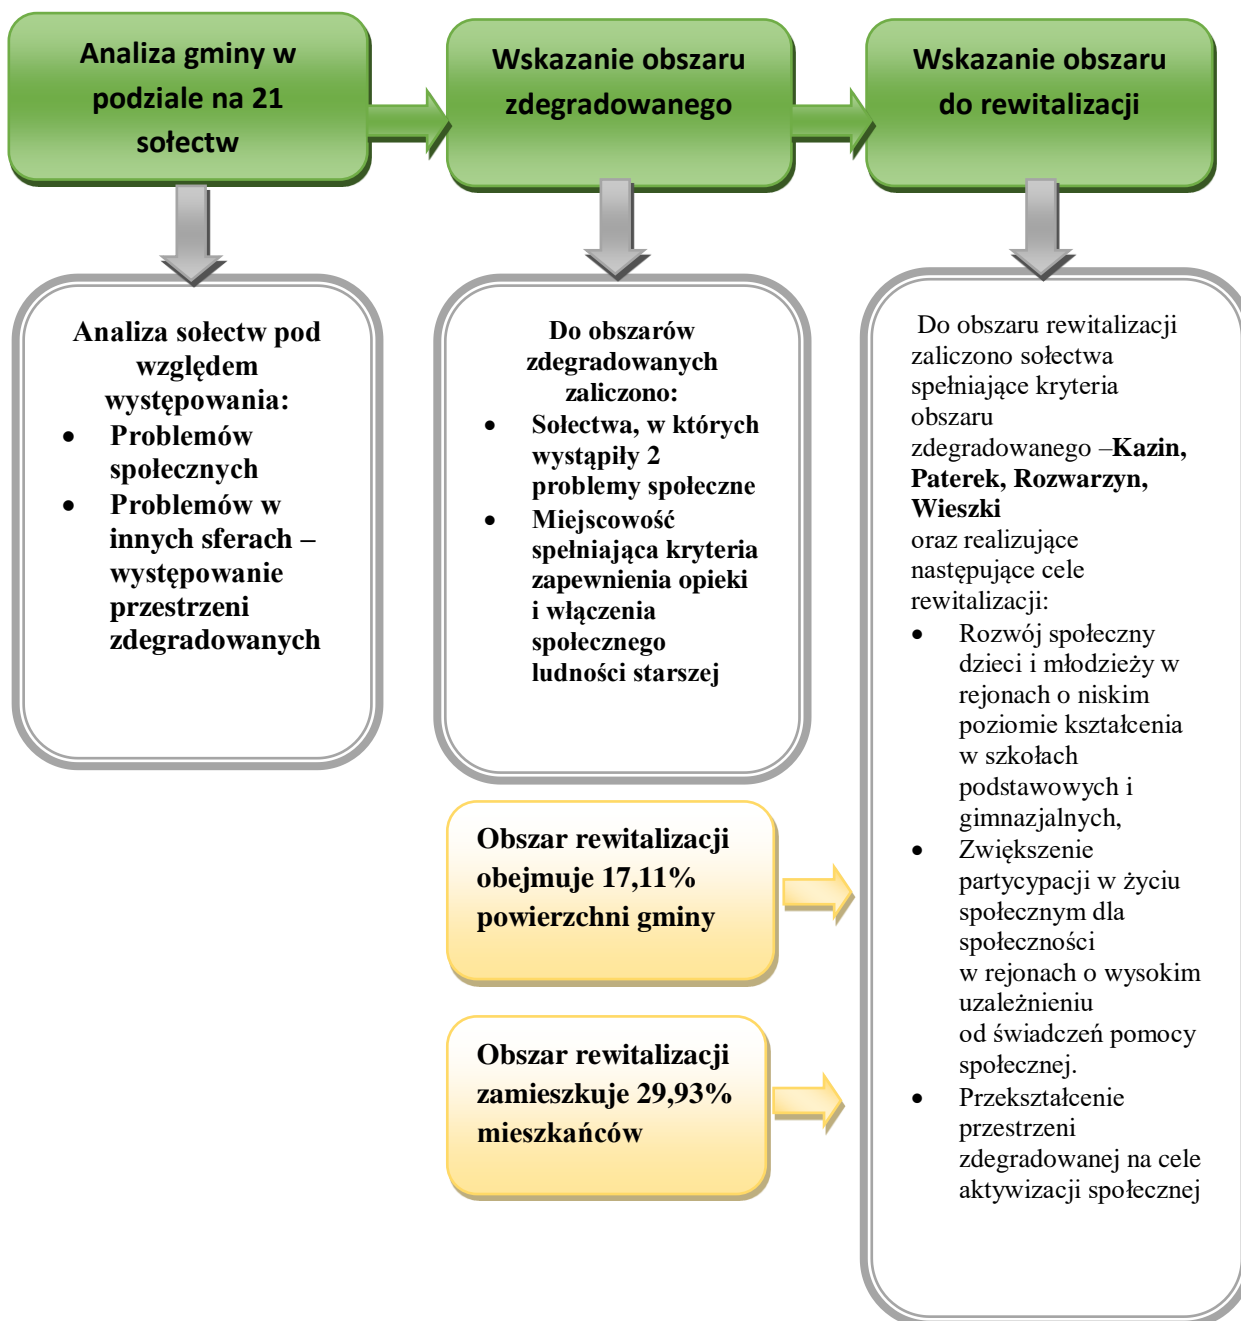 Analiza gminy w
podziale na 21
sołectw
Wskazanie obszaru
zdegradowanego
Wskazanie obszaru
do rewitalizacji
Analiza sołectw pod
względem
występowania:
• Problemów
społecznych
• Problemów w
innych sferach –
występowanie
przestrzeni
zdegradowanych
Do obszarów
zdegradowanych
zaliczono:
• Sołectwa, w których
wystąpiły 2
problemy społeczne
• Miejscowość
spełniająca kryteria
zapewnienia opieki
i włączenia
społecznego
ludności starszej
Obszar rewitalizacji
obejmuje 17,11%
powierzchni gminy
Obszar rewitalizacji
zamieszkuje 29,93%
mieszkańców
Do obszaru rewitalizacji
zaliczono sołectwa
spełniające kryteria
obszaru
zdegradowanego –Kazin,
Paterek, Rozwarzyn,
Wieszki
oraz realizujące
następujące cele
rewitalizacji:
• Rozwój społeczny
dzieci i młodzieży w
rejonach o niskim
poziomie kształcenia
w szkołach
podstawowych i
gimnazjalnych,
• Zwiększenie
partycypacji w życiu
społecznym dla
społeczności
w rejonach o wysokim
uzależnieniu
od świadczeń pomocy
społecznej.
• Przekształcenie
przestrzeni
zdegradowanej na cele
aktywizacji społecznej